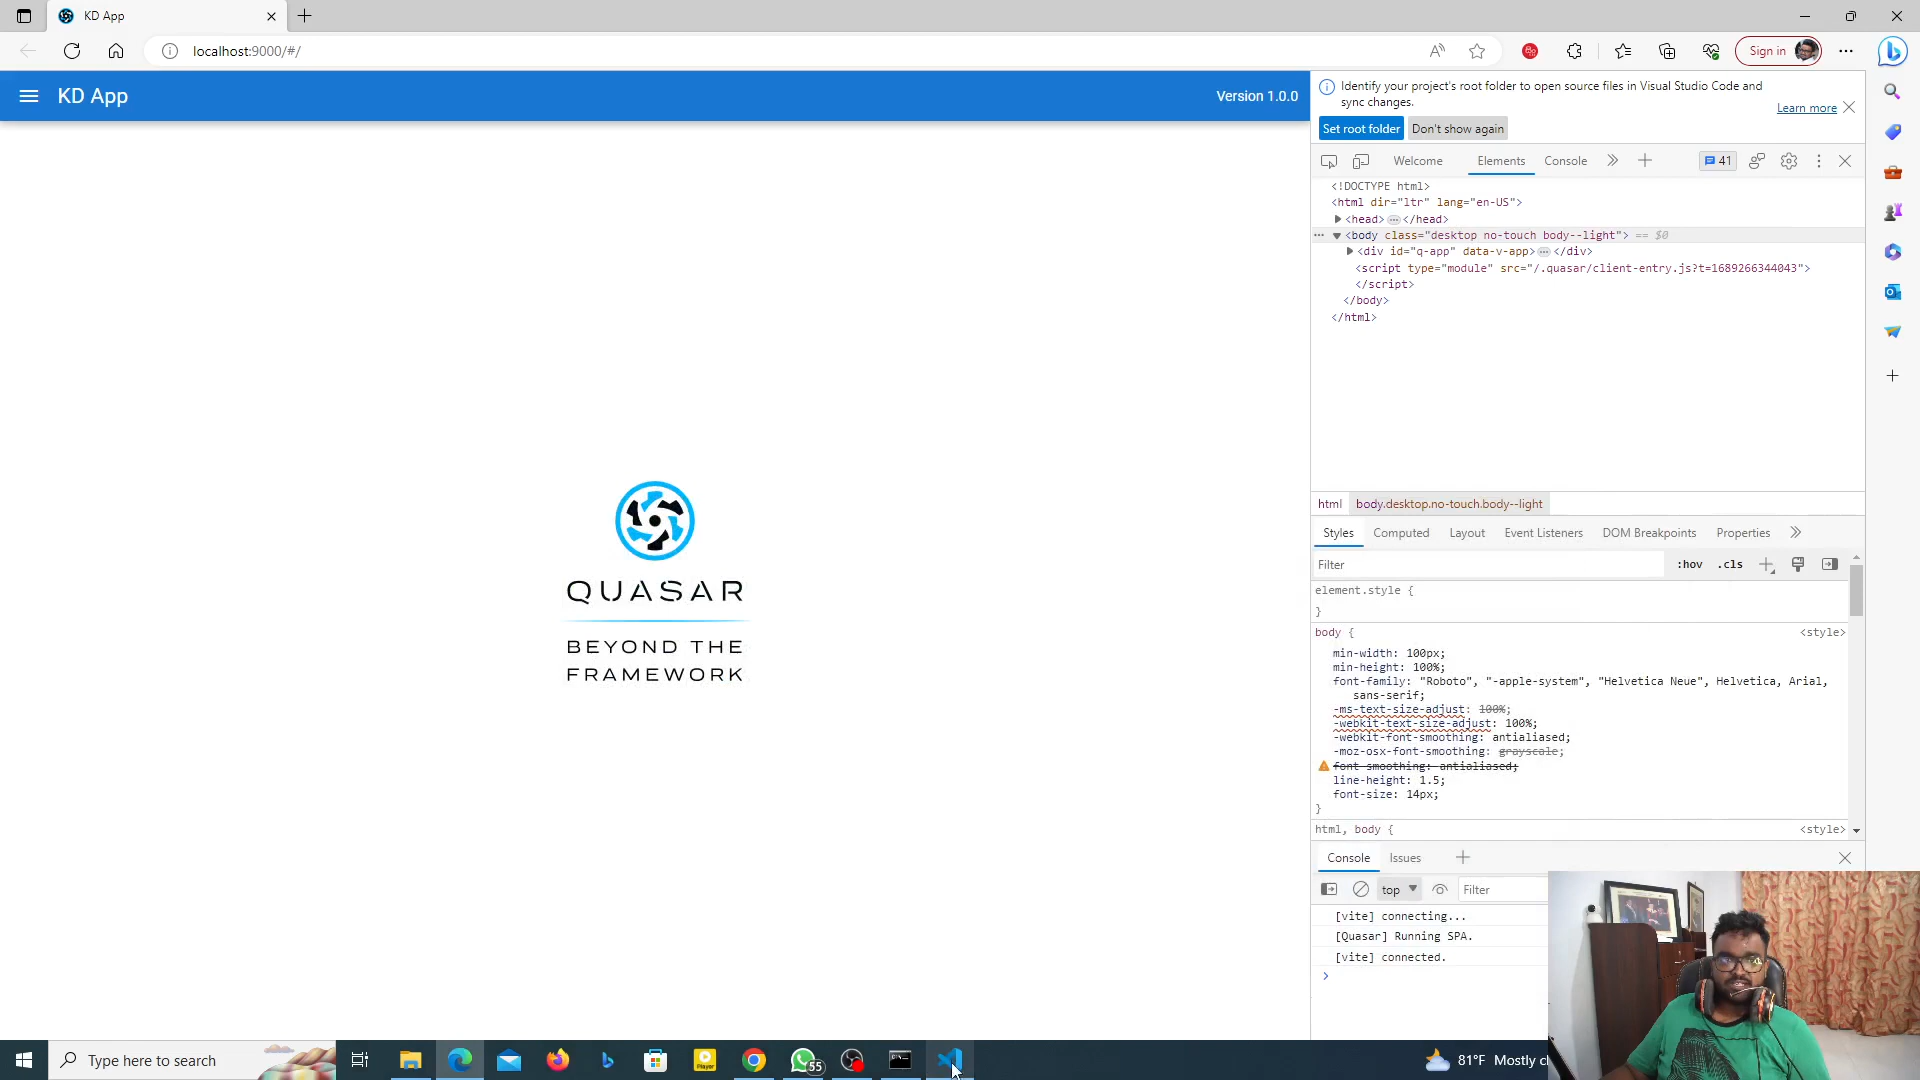 KD App
localhost:9000/#/
Sign in
KD App
Version 1.0.0
Identify your project's root folder to open source files in Visual Studio Code and
sync changes.
Learn more
Set root folder
Don't show again
Welcome
Elements
Console
41
<!DOCTYPE html>
<html dir="ltr" lang="en-US">
<head> ⋯ </head>
<body class="desktop no-touch body--light"> == $0
<div id="q-app" data-v-app> ⋯ </div>
<script type="module" src="/.quasar/client-entry.js?t=1689266344043">
</script>
</body>
</html>
html
body.desktop.no-touch.body--light
Styles
Computed
Layout
Event Listeners
DOM Breakpoints
Properties
Filter
:hov
.cls
element.style {
}
body {
<style>
min-width: 100px;
min-height: 100%;
font-family: "Roboto", "-apple-system", "Helvetica Neue", Helvetica, Arial,
sans-serif;
-ms-text-size-adjust: 100%;
-webkit-text-size-adjust: 100%;
-webkit-font-smoothing: antialiased;
-moz-osx-font-smoothing: grayscale;
font-smoothing: antialiased;
line-height: 1.5;
font-size: 14px;
}
html, body {
<style>
Console
Issues
top
Filter
[vite] connecting...
[Quasar] Running SPA.
[vite] connected.
QUASAR
BEYOND THE
FRAMEWORK
Type here to search
Player
55
81°F
Mostly